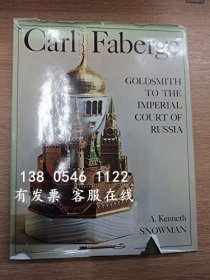 Carl Fabergé
GOLDSMITH
TO THE
IMPERIAL
COURT OF
RUSSIA
138 0546 1122
有发票 客服在线
A. Kenneth
SNOWMAN